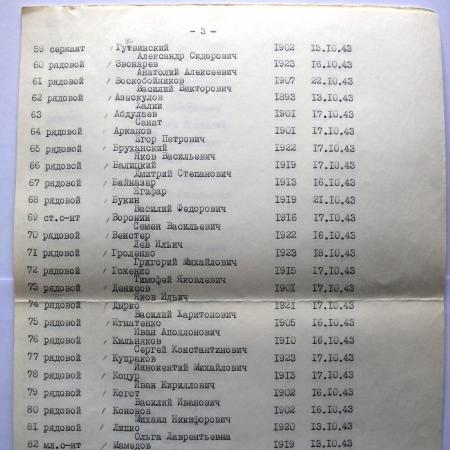 - 3 -
59 сержант Гутвинский 1902 13.10.43
Александр Сидорович
60 рядовой Звонарев 1923 16.10.43
Анатолий Алексеевич
61 рядовой Воскобойников 1907 22.10.43
Василий Викторович
62 рядовой Азнокулов 1893 13.10.43
Халик
63 Абдулаев 1901 17.10.43
Санат
64 рядовой Арканов 1901 17.10.43
Егор Петрович
65 рядовой Бруханский 1922 17.10.43
Яков Васильевич
66 рядовой Балицкий 1919 17.10.43
Дмитрий Степанович
67 рядовой Байназар 1913 16.10.43
Ягафар
68 рядовой Букин 1919 21.10.43
Василий Федорович
69 ст.с-нт Воронин 1916 17.10.43
Семен Васильевич
70 рядовой Венстер 1922 16.10.43
Лев Ильич
71 рядовой Гроленко 1923 18.10.43
Григорий Михайлович
72 рядовой Гоженко 1915 17.10.43
Тимофей Яковлевич
73 рядовой Денисов 1901 17.10.43
Яков Ильич
74 рядовой Дырко 1921 17.10.43
Василий Харитонович
75 рядовой Игнатенко 1905 16.10.43
Иван Аполлонович
76 рядовой Кильняков 1910 16.10.43
Сергей Константинович
77 рядовой Купраков 1923 17.10.43
Иннокентий Михайлович
78 рядовой Коцур 1913 17.10.43
Иван Кириллович
79 рядовой Когот 1902 16.10.43
Василий Иванович
80 рядовой Кононов 1902 16.10.43
Михаил Никифорович
81 рядовой Липко 1920 13.10.43
Ольга Лаврентьевна
82 мл.с-нт Мамедов 1919 13.10.43